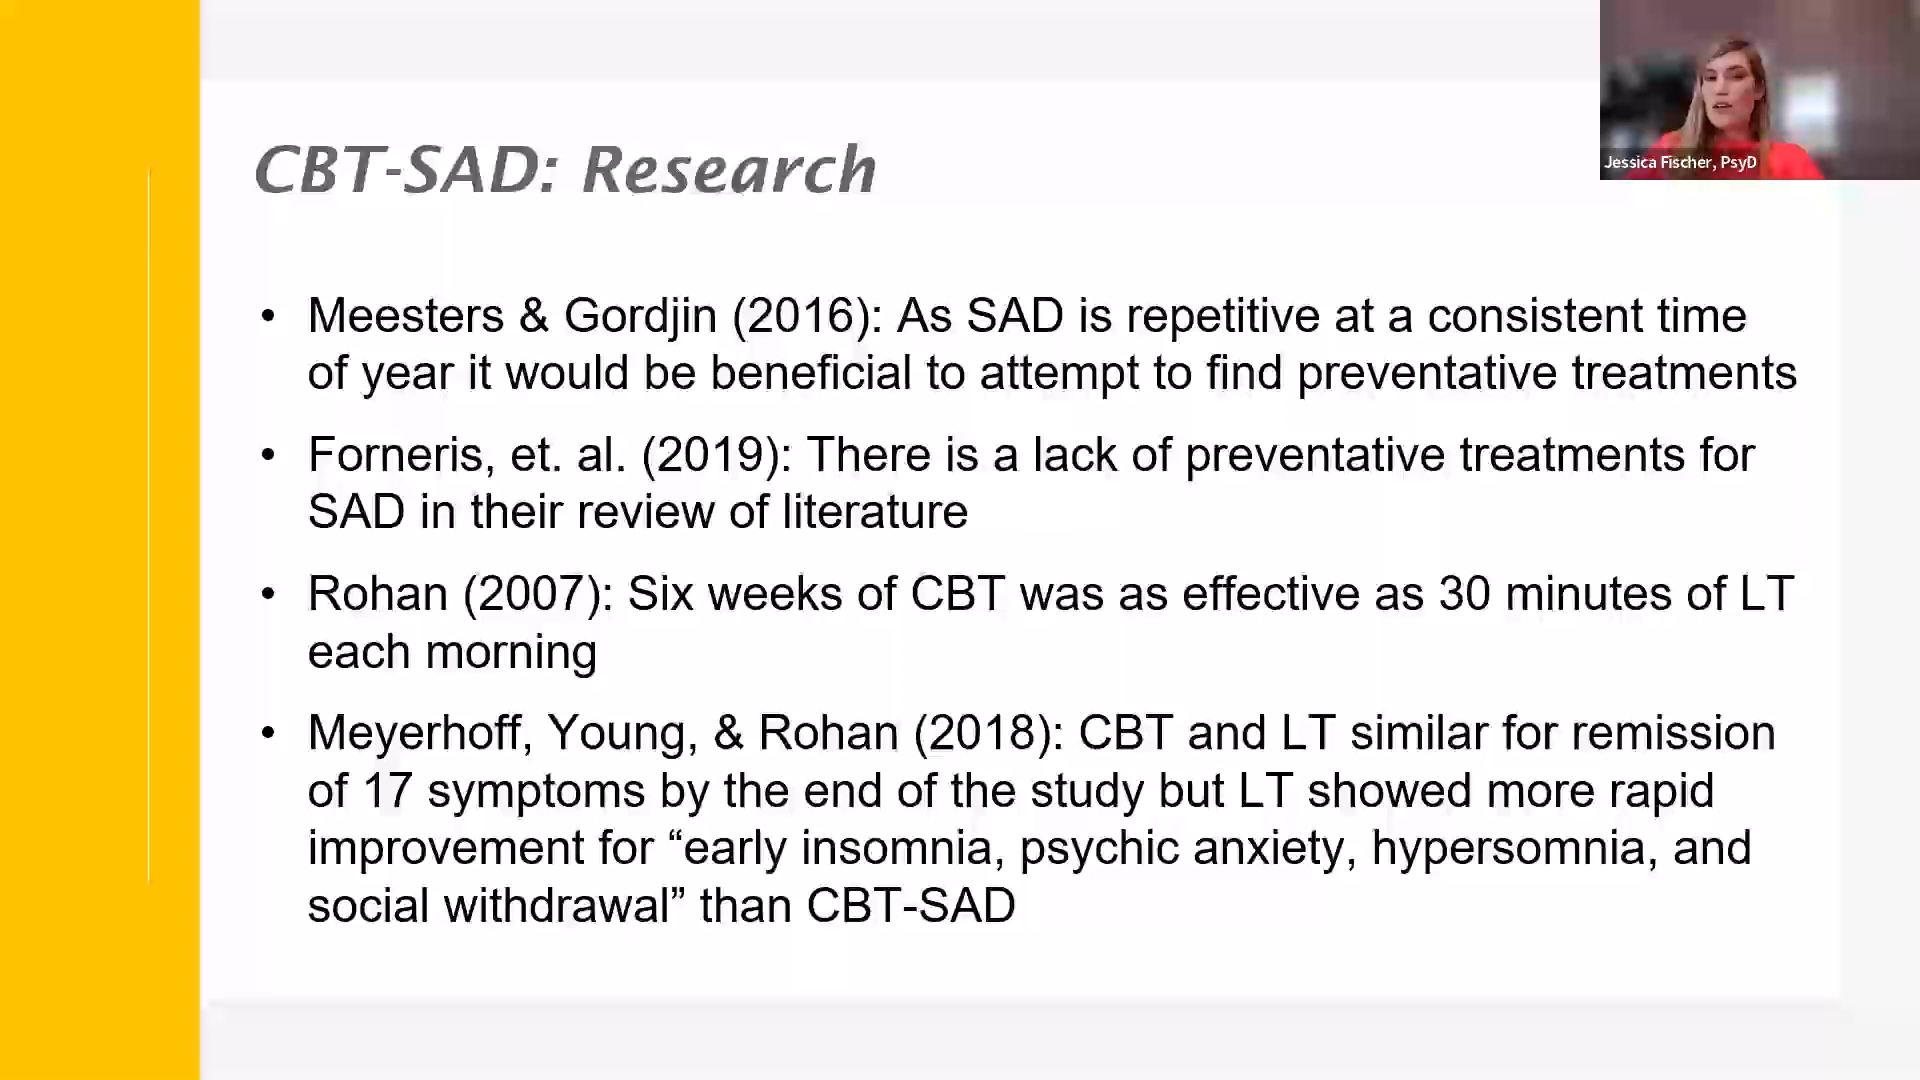 CBT-SAD: Research
Jessica Fischer, PsyD
• Meesters & Gordjin (2016): As SAD is repetitive at a consistent time
of year it would be beneficial to attempt to find preventative treatments
• Forneris, et. al. (2019): There is a lack of preventative treatments for
SAD in their review of literature
• Rohan (2007): Six weeks of CBT was as effective as 30 minutes of LT
each morning
• Meyerhoff, Young, & Rohan (2018): CBT and LT similar for remission
of 17 symptoms by the end of the study but LT showed more rapid
improvement for “early insomnia, psychic anxiety, hypersomnia, and
social withdrawal” than CBT-SAD